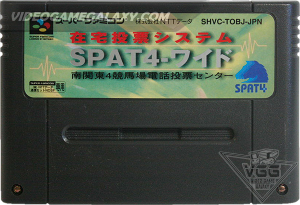 VIDEOGAMEGALAXY.COM
SHVC-TOBJ-JPN
在宅投票システム
SPAT4-ワイド
南関東4競馬場電話投票センター
SPAT4
VGG